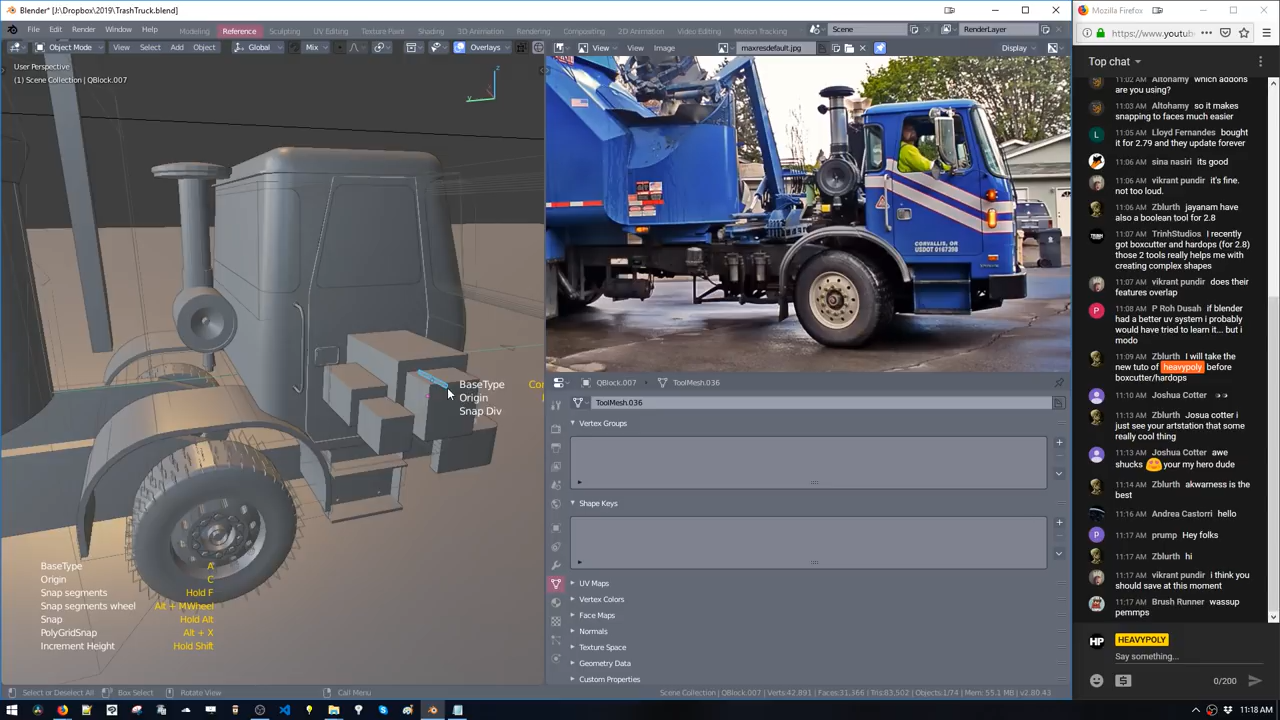 Blender* [J:\Dropbox\2019\TrashTruck.blend]
File Edit Render Window Help
Modeling Reference Sculpting UV Editing Texture Paint Shading Rendering Compositing 2D Animation Video Editing Motion Tracking
Scene RenderLayer
Object Mode View Select Add Object Global Mix Overlays
View View Image maxresdefault.jpg Display
User Perspective
(1) Scene Collection | QBlock.007
BaseType
Origin
Snap Div
BaseType A
Origin C
Snap segments Hold F
Snap segments wheel Alt + MWheel
Snap Hold Alt
PolyGridSnap Alt + X
Increment Height Hold Shift
CORVALLIS, OR
QBlock.007 ToolMesh.036
ToolMesh.036
Vertex Groups
Shape Keys
UV Maps
Vertex Colors
Face Maps
Normals
Texture Space
Geometry Data
Custom Properties
Select or Deselect All Box Select Rotate View Call Menu
Scene Collection | QBlock.007 | Verts:42,891 | Faces:31,366 | Tris:83,502 | Objects:1/74 | Mem: 55.1 MB | v2.80.43
Mozilla Firefox
https://www.youtub
Top chat
11:02 AM Altohamy which addons
are you using?
11:03 AM Altohamy so it makes
snapping to faces much easier
11:05 AM Lloyd Fernandes bought
it for 2.79 and they update forever
11:06 AM sina nasiri its good
11:06 AM vikrant pundir it's fine.
not too loud.
11:06 AM Zblurth jayanam have
also a boolean tool for 2.8
11:07 AM TrinhStudios I recently
got boxcutter and hardops (for 2.8)
those 2 tools really helps me with
creating complex shapes
11:07 AM vikrant pundir does their
features overlap
11:08 AM P Roh Dusah if blender
had a better uv system i probably
would have tried to learn it... but i
modo
11:09 AM Zblurth I will take the
new tuto of heavypoly before
boxcutter/hardops
11:10 AM Joshua Cotter
11:13 AM Zblurth Josua cotter i
just see your artstation that some
really cool thing
11:13 AM Joshua Cotter awe
shucks your my hero dude
11:14 AM Zblurth akwarness is the
best
11:16 AM Andrea Castorri hello
11:17 AM prump Hey folks
11:17 AM Zblurth hi
11:17 AM vikrant pundir i think you
should save at this moment
11:17 AM Brush Runner wassup
pemmps
HP HEAVYPOLY
Say something...
0/200
11:18 AM